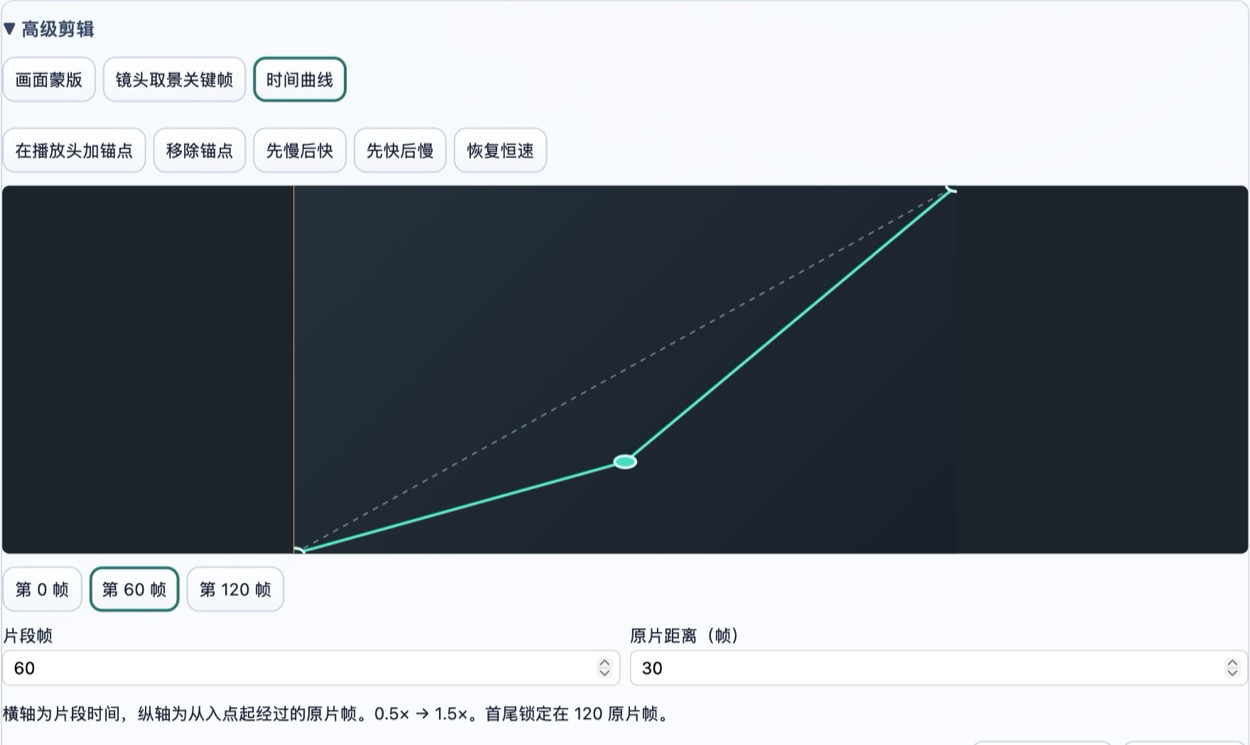 ▼ 高级剪辑
画面蒙版 镜头取景关键帧 时间曲线
在播放头加锚点 移除锚点 先慢后快 先快后慢 恢复恒速
第 0 帧 第 60 帧 第 120 帧
片段帧 原片距离（帧）
60 30
横轴为片段时间，纵轴为从入点起经过的原片帧。0.5× → 1.5×。首尾锁定在 120 原片帧。